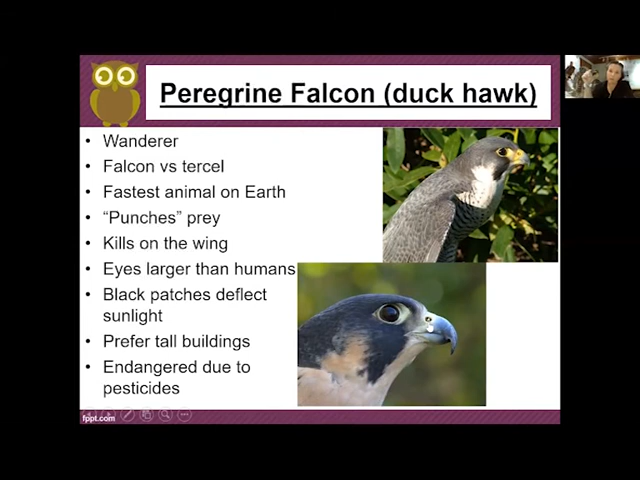 Peregrine Falcon (duck hawk)
• Wanderer
• Falcon vs tercel
• Fastest animal on Earth
• “Punches” prey
• Kills on the wing
• Eyes larger than humans
• Black patches deflect
sunlight
• Prefer tall buildings
• Endangered due to
pesticides
fppt.com